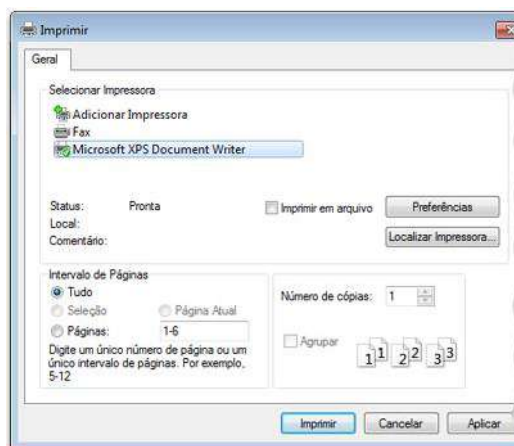 Imprimir
Geral
Selecionar Impressora
Adicionar Impressora
Fax
Microsoft XPS Document Writer
Status: Pronta
Imprimir em arquivo
Preferências
Local:
Localizar Impressora...
Comentário:
Intervalo de Páginas
Tudo
Seleção
Página Atual
Páginas: 1-6
Digite um único número de página ou um
único intervalo de páginas. Por exemplo,
5-12
Número de cópias: 1
Agrupar
1 1 2 2 3 3
Imprimir
Cancelar
Aplicar